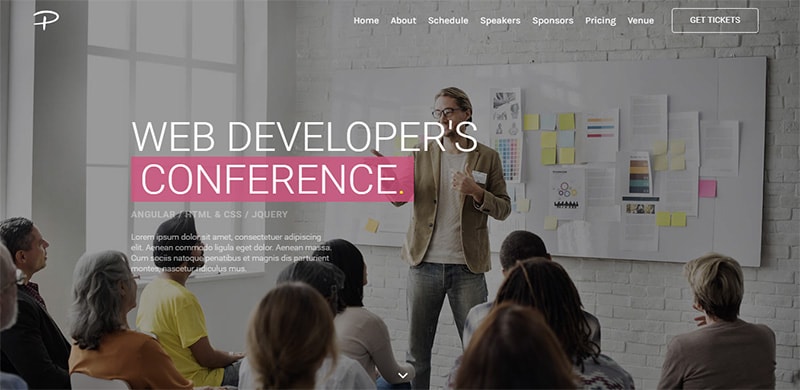 Home About Schedule Speakers Sponsors Pricing Venue GET TICKETS
WEB DEVELOPER'S
CONFERENCE.
ANGULAR / HTML & CSS / JQUERY
Lorem ipsum dolor sit amet, consectetuer adipiscing
elit. Aenean commodo ligula eget dolor. Aenean massa.
Cum sociis natoque penatibus et magnis dis parturient
montes, nascetur ridiculus mus.